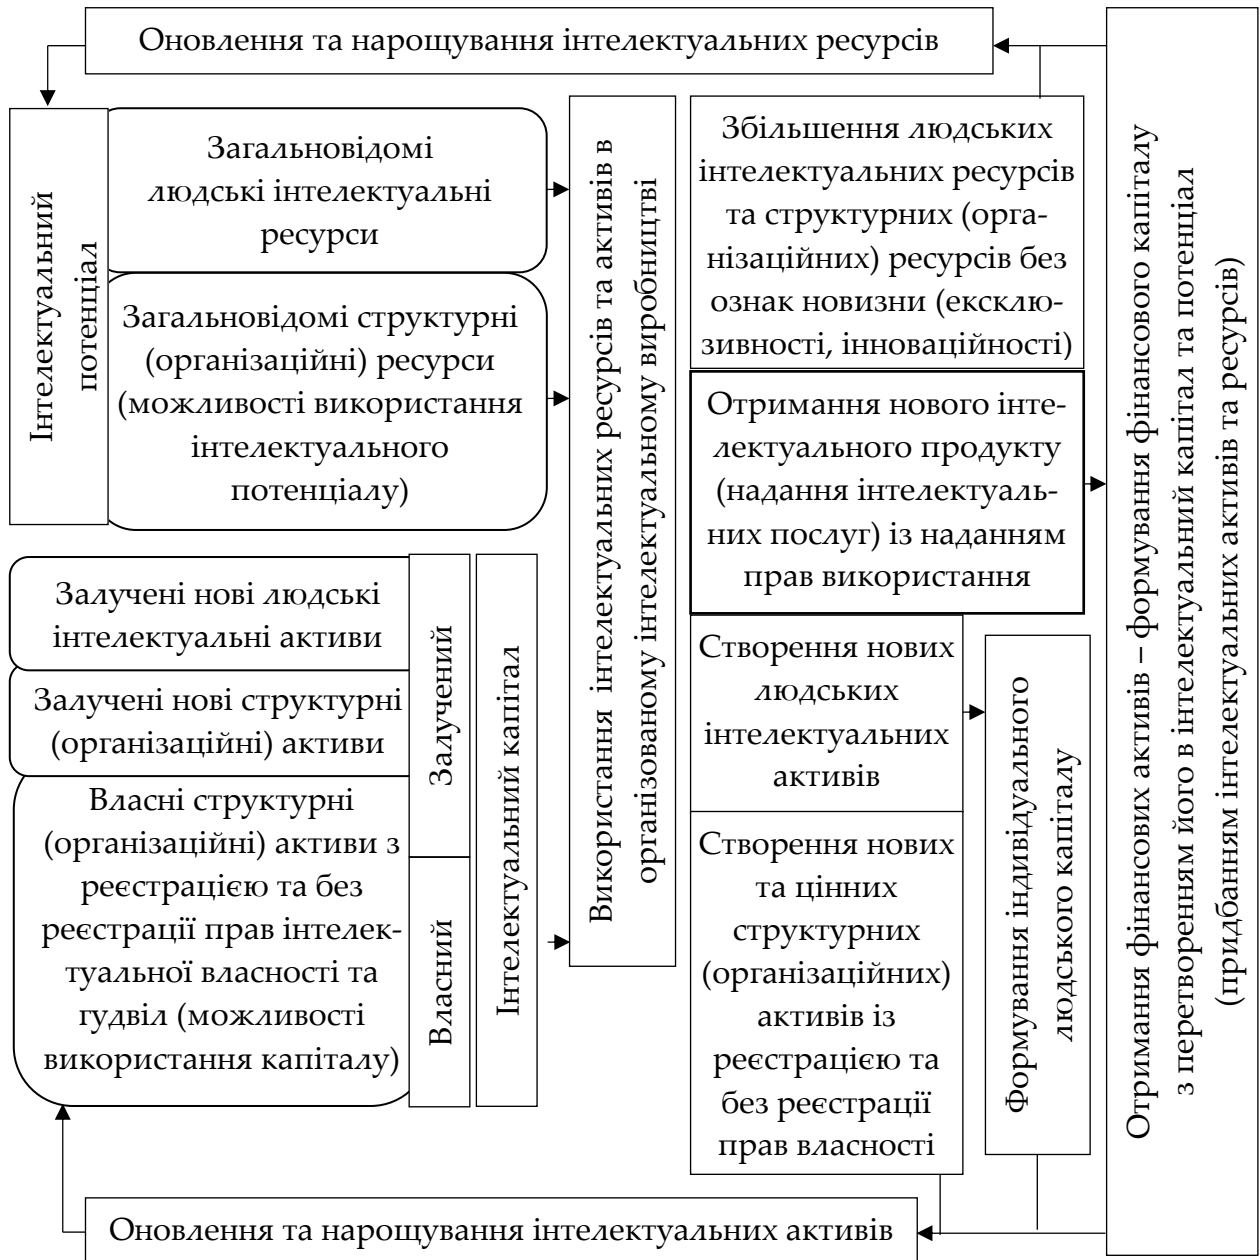 Оновлення та нарощування інтелектуальних ресурсів
Інтелектуальний
потенціал
Загальновідомі
людські інтелектуальні
ресурси
Загальновідомі структурні
(організаційні) ресурси
(можливості використання
інтелектуального
потенціалу)
Залучені нові людські
інтелектуальні активи
Залучені нові структурні
(організаційні) активи
Власні структурні
(організаційні) активи з
реєстрацією та без
реєстрації прав інтелек-
туальної власності та
гудвіл (можливості
використання капіталу)
Залучений
Власний
Інтелектуальний капітал
Використання інтелектуальних ресурсів та активів в
організованому інтелектуальному виробництві
Збільшення людських
інтелектуальних ресурсів
та структурних (орга-
нізаційних) ресурсів без
ознак новизни (ексклю-
зивності, інноваційності)
Отримання нового інте-
лектуального продукту
(надання інтелектуаль-
них послуг) із наданням
прав використання
Створення нових
людських
інтелектуальних
активів
Створення нових
та цінних
структурних
(організаційних)
активів із
реєстрацією та
без реєстрації
прав власності
Формування індивідуального
людського капіталу
Отримання фінансових активів – формування фінансового капіталу
з перетворенням його в інтелектуальний капітал та потенціал
(придбанням інтелектуальних активів та ресурсів)
Оновлення та нарощування інтелектуальних активів